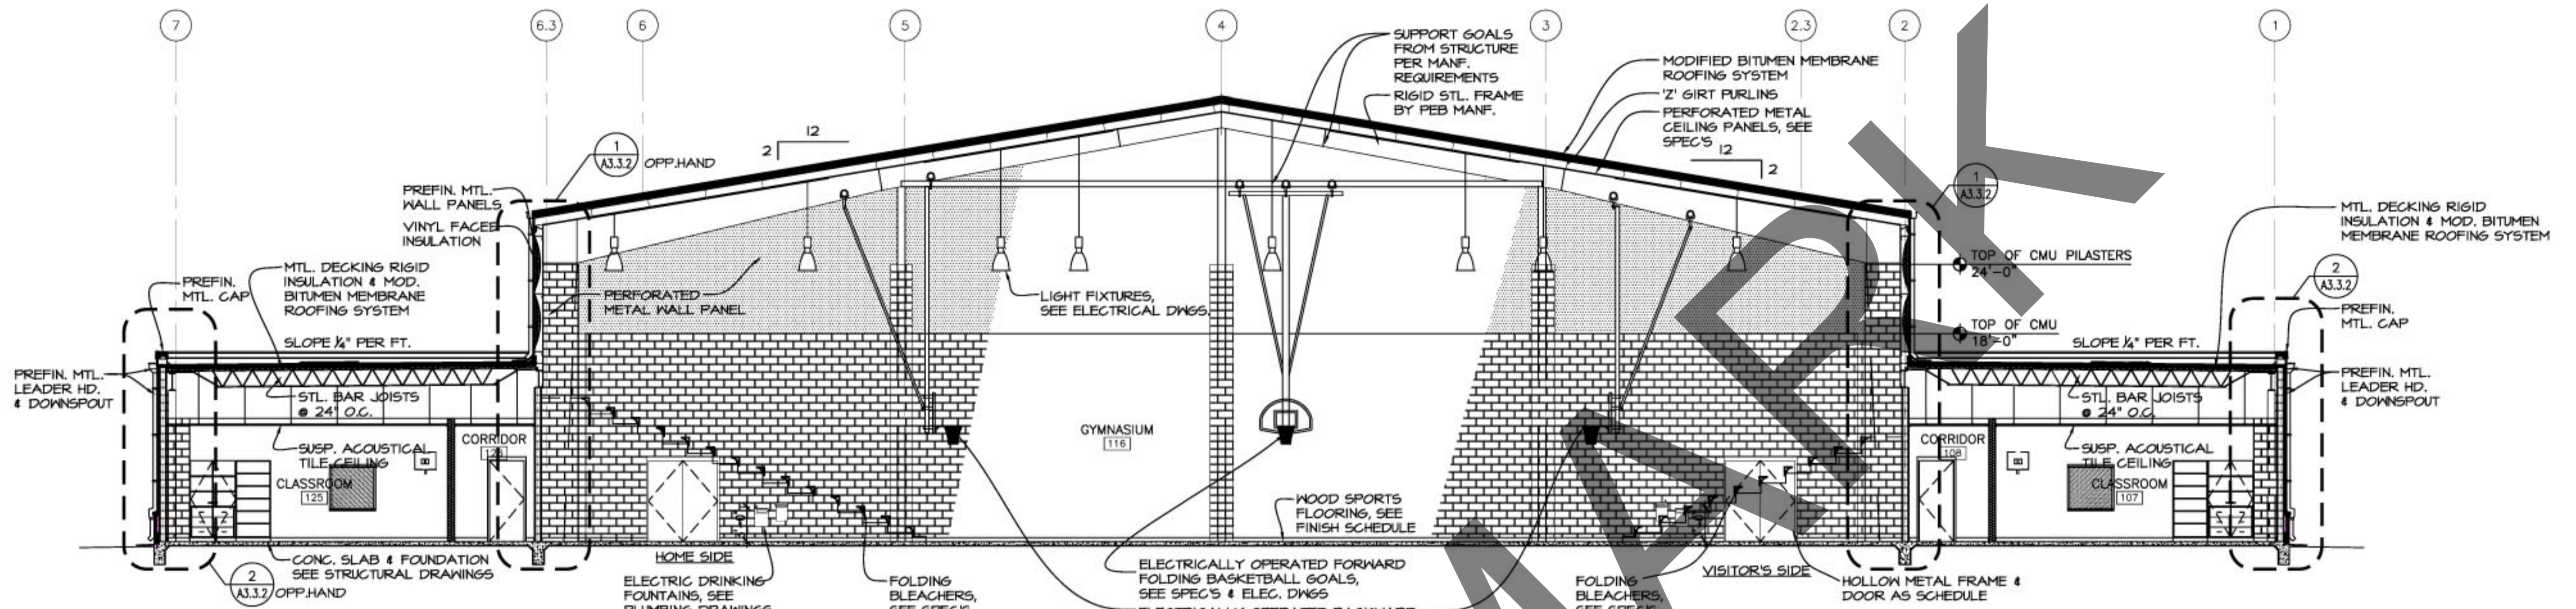 7
6.3
6
5
4
3
2.3
2
1
SUPPORT GOALS
FROM STRUCTURE
PER MANF.
REQUIREMENTS
RIGID STL. FRAME
BY PEB MANF.
MODIFIED BITUMEN MEMBRANE
ROOFING SYSTEM
'Z' GIRT PURLINS
PERFORATED METAL
CEILING PANELS, SEE
SPEC'S
12
2
12
2
1
A3.3.2
OPP.HAND
1
A3.3.2
PREFIN. MTL.
WALL PANELS
VINYL FACED
INSULATION
MTL. DECKING RIGID
INSULATION & MOD.
BITUMEN MEMBRANE
ROOFING SYSTEM
PREFIN.
MTL. CAP
SLOPE 1/4" PER FT.
PREFIN. MTL.
LEADER HD.
& DOWNSPOUT
STL. BAR JOISTS
@ 24" O.C.
SUSP. ACOUSTICAL
TILE CEILING
CLASSROOM
125
CORRIDOR
PERFORATED
METAL WALL PANEL
LIGHT FIXTURES,
SEE ELECTRICAL DWGS.
GYMNASIUM
116
WOOD SPORTS
FLOORING, SEE
FINISH SCHEDULE
TOP OF CMU PILASTERS
24'-0"
TOP OF CMU
18'-0"
MTL. DECKING RIGID
INSULATION & MOD. BITUMEN
MEMBRANE ROOFING SYSTEM
2
A3.3.2
PREFIN.
MTL. CAP
SLOPE 1/4" PER FT.
PREFIN. MTL.
LEADER HD.
& DOWNSPOUT
STL. BAR JOISTS
@ 24" O.C.
CORRIDOR
108
SUSP. ACOUSTICAL
TILE CEILING
CLASSROOM
107
CONC. SLAB & FOUNDATION
SEE STRUCTURAL DRAWINGS
2
A3.3.2
OPP.HAND
HOME SIDE
ELECTRIC DRINKING
FOUNTAINS, SEE
PLUMBING DRAWINGS
FOLDING
BLEACHERS,
SEE SPEC'S
ELECTRICALLY OPERATED FORWARD
FOLDING BASKETBALL GOALS,
SEE SPEC'S & ELEC. DWGS
ELECTRICALLY OPERATED BACKWARD
FOLDING
BLEACHERS,
SEE SPEC'S
VISITOR'S SIDE
HOLLOW METAL FRAME &
DOOR AS SCHEDULE
ARK